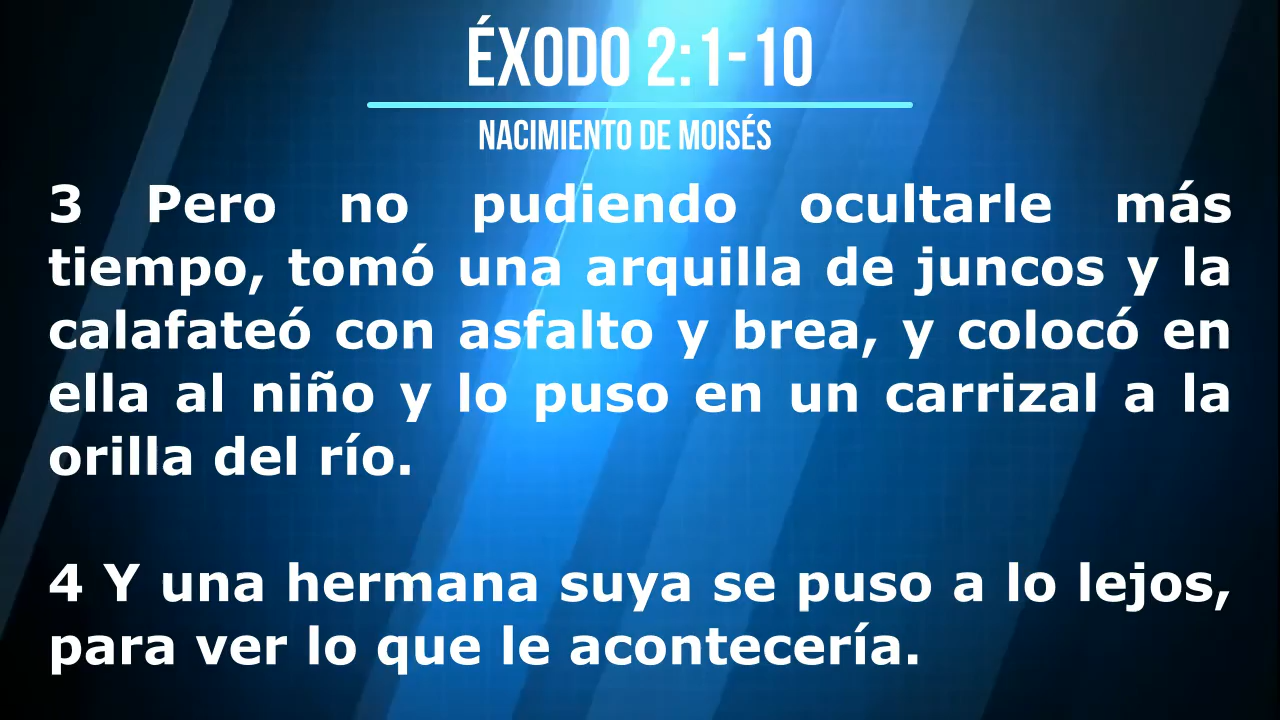 ÉXODO 2:1-10
NACIMIENTO DE MOISÉS
3 Pero no pudiendo ocultarle más
tiempo, tomó una arquilla de juncos y la
calafateó con asfalto y brea, y colocó en
ella al niño y lo puso en un carrizal a la
orilla del río.
4 Y una hermana suya se puso a lo lejos,
para ver lo que le acontecería.